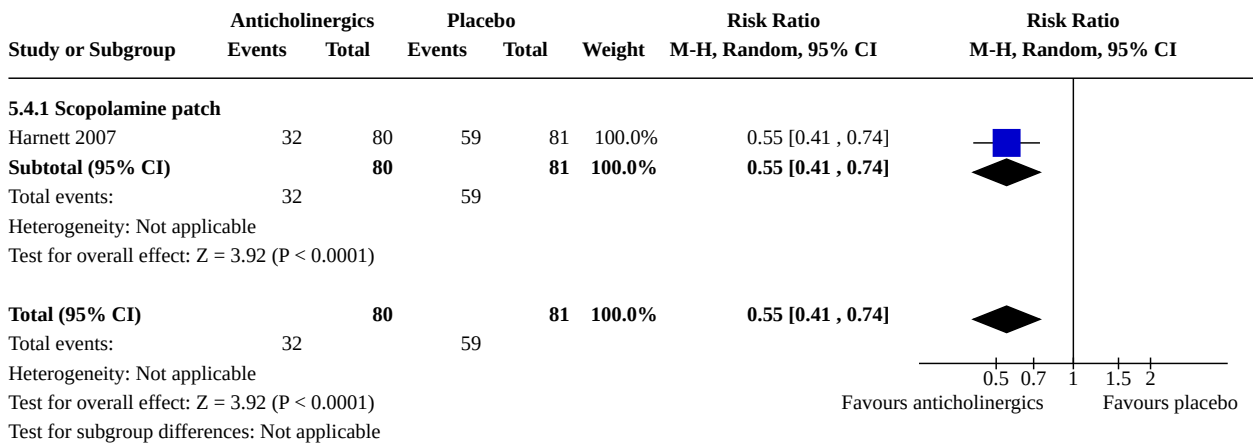 Anticholinergics Placebo Risk Ratio Risk Ratio
Study or Subgroup Events Total Events Total Weight M-H, Random, 95% CI M-H, Random, 95% CI
5.4.1 Scopolamine patch
Harnett 2007 32 80 59 81 100.0% 0.55 [0.41 , 0.74]
Subtotal (95% CI) 80 81 100.0% 0.55 [0.41 , 0.74]
Total events: 32 59
Heterogeneity: Not applicable
Test for overall effect: Z = 3.92 (P < 0.0001)
Total (95% CI) 80 81 100.0% 0.55 [0.41 , 0.74]
Total events: 32 59
Heterogeneity: Not applicable 0.5 0.7 1 1.5 2
Test for overall effect: Z = 3.92 (P < 0.0001) Favours anticholinergics Favours placebo
Test for subgroup differences: Not applicable